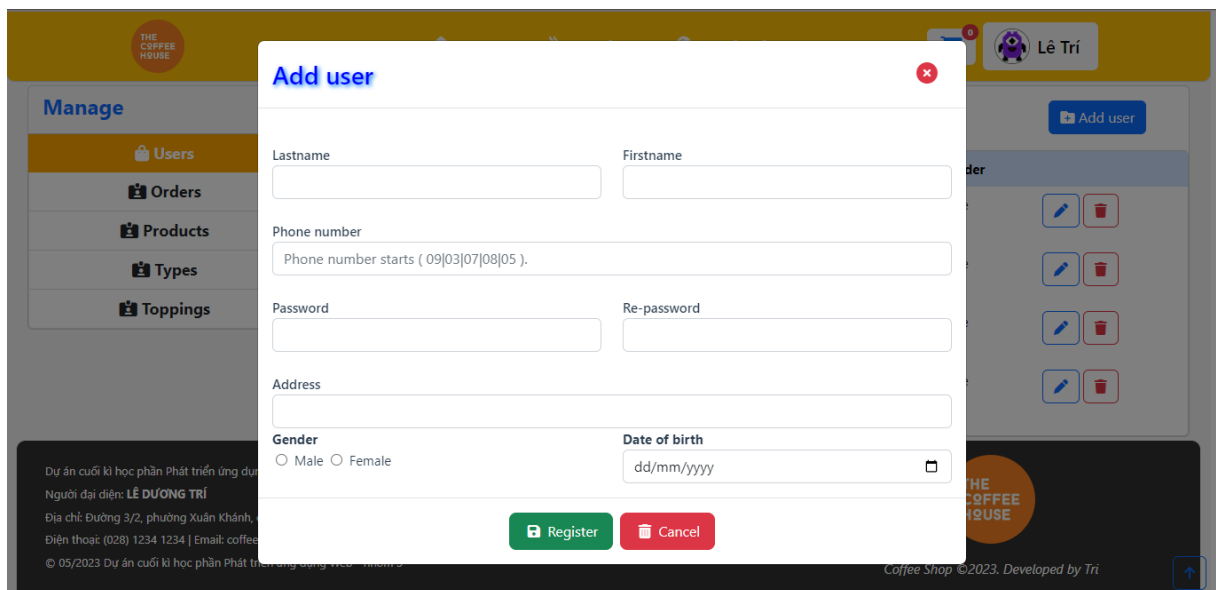 THE
COFFEE
HOUSE
0
Lê Trí
Add user
Manage
Add user
Users
Lastname
Firstname
der
Orders
Products
Phone number
Phone number starts ( 09|03|07|08|05 ).
Types
Toppings
Password
Re-password
Address
Gender
Date of birth
Male
Female
dd/mm/yyyy
Dự án cuối kì học phần Phát triển ứng dụn
Người đại diện: LÊ DƯƠNG TRÍ
Địa chỉ: Đường 3/2, phường Xuân Khánh,
Điện thoại: (028) 1234 1234 | Email: coffee
© 05/2023 Dự án cuối kì học phần Phát triển ứng dụng Web - nhóm
THE
COFFEE
HOUSE
Register
Cancel
Coffee Shop ©2023. Developed by Tri